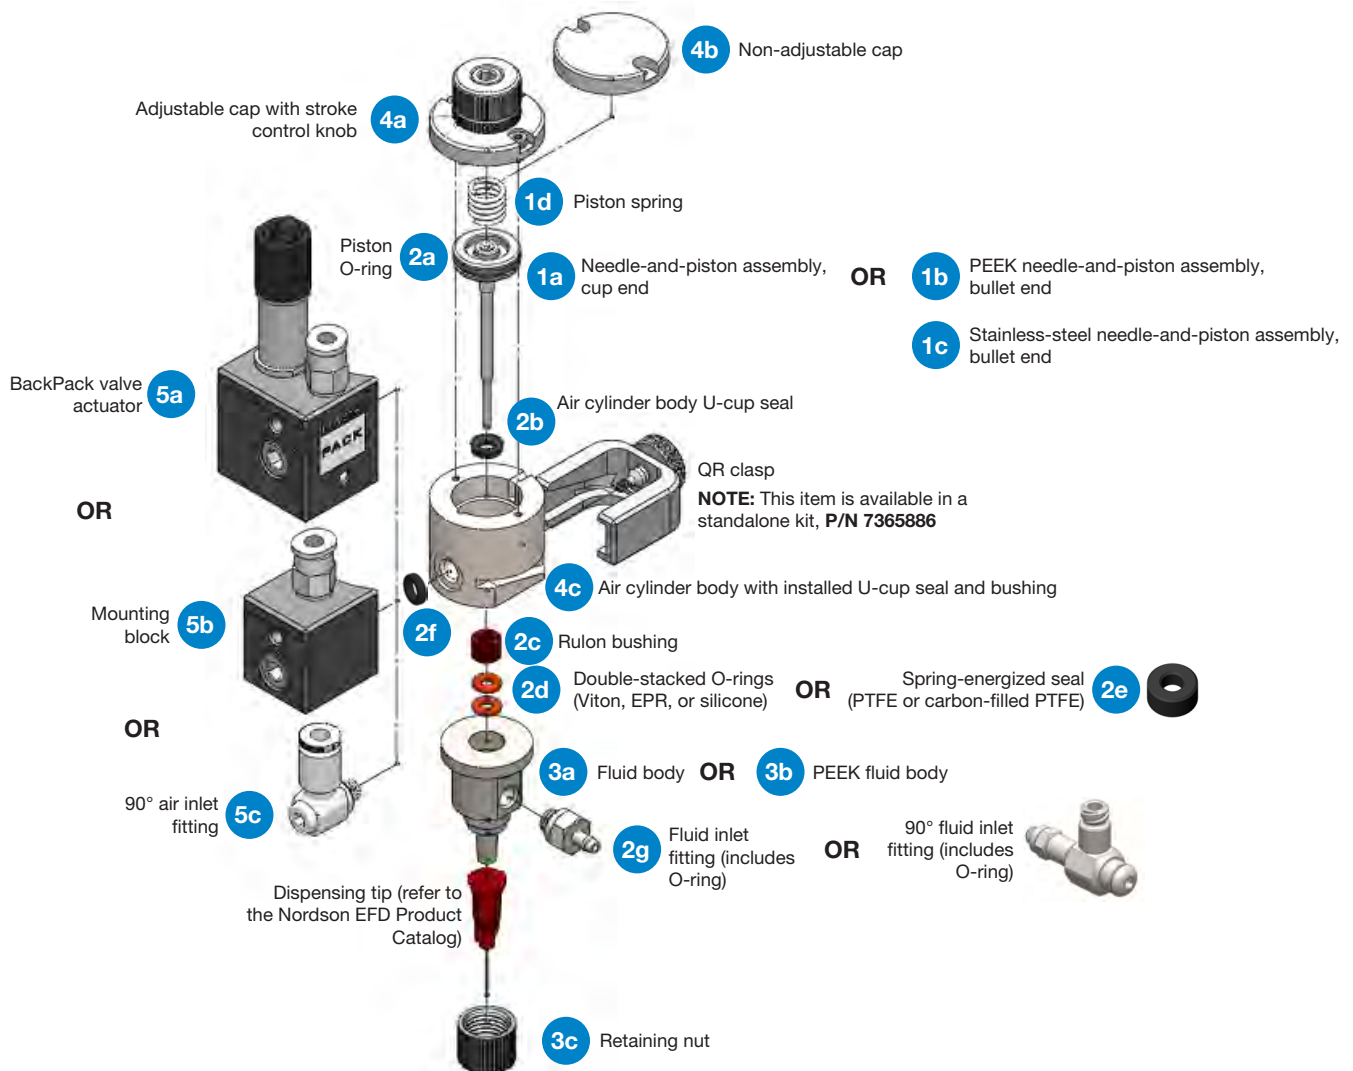 4b Non-adjustable cap
Adjustable cap with stroke
control knob
4a
1d Piston spring
Piston
O-ring
2a
1a Needle-and-piston assembly,
cup end
OR
1b PEEK needle-and-piston assembly,
bullet end
1c Stainless-steel needle-and-piston assembly,
bullet end
BackPack valve
actuator
5a
PACK
2b Air cylinder body U-cup seal
QR clasp
NOTE: This item is available in a
standalone kit, P/N 7365886
OR
4c Air cylinder body with installed U-cup seal and bushing
Mounting
block
5b
2f
2c Rulon bushing
2d Double-stacked O-rings
(Viton, EPR, or silicone)
OR
Spring-energized seal
(PTFE or carbon-filled PTFE)
2e
OR
3a Fluid body OR 3b PEEK fluid body
90° air inlet
fitting
5c
2g Fluid inlet
fitting (includes
O-ring)
OR
90° fluid inlet
fitting (includes
O-ring)
Dispensing tip (refer to
the Nordson EFD Product
Catalog)
3c Retaining nut